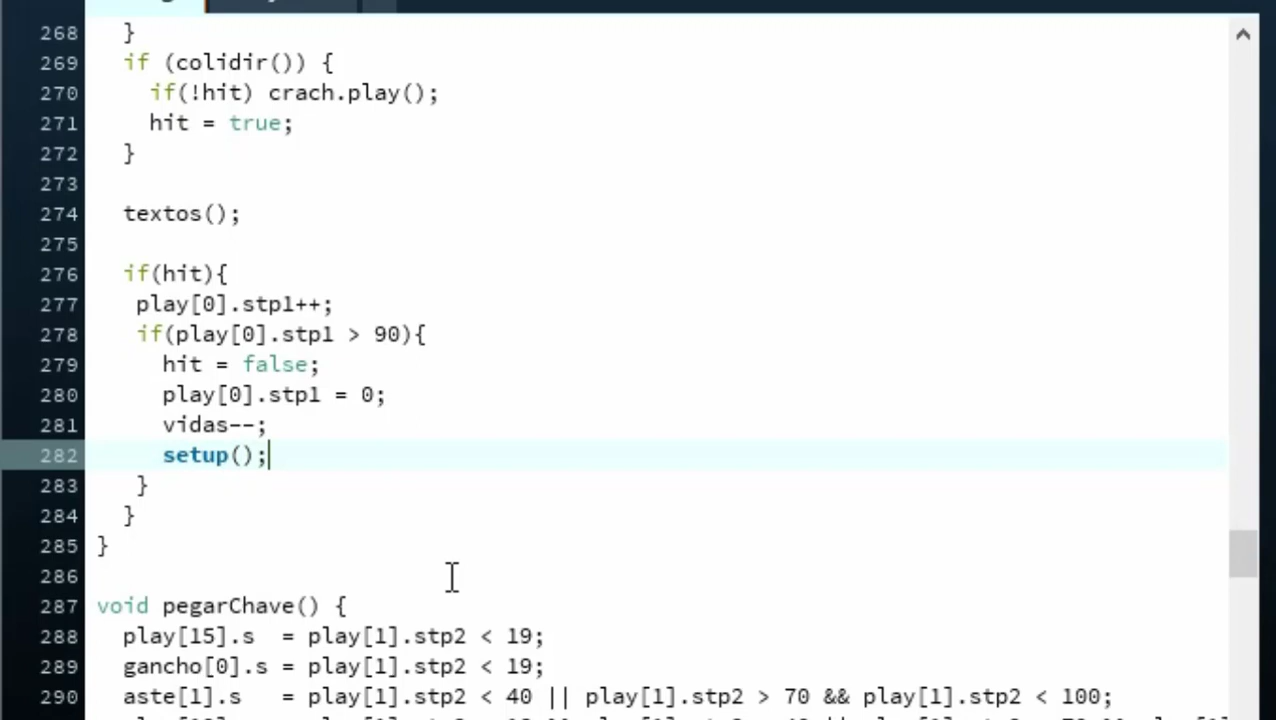 268 }
269 if (colidir()) {
270 if(!hit) crach.play();
271 hit = true;
272 }
273
274 textos();
275
276 if(hit){
277 play[0].stp1++;
278 if(play[0].stp1 > 90){
279 hit = false;
280 play[0].stp1 = 0;
281 vidas--;
282 setup();
283 }
284 }
285 }
286
287 void pegarChave() {
288 play[15].s = play[1].stp2 < 19;
289 gancho[0].s = play[1].stp2 < 19;
290 aste[1].s = play[1].stp2 < 40 || play[1].stp2 > 70 && play[1].stp2 < 100;